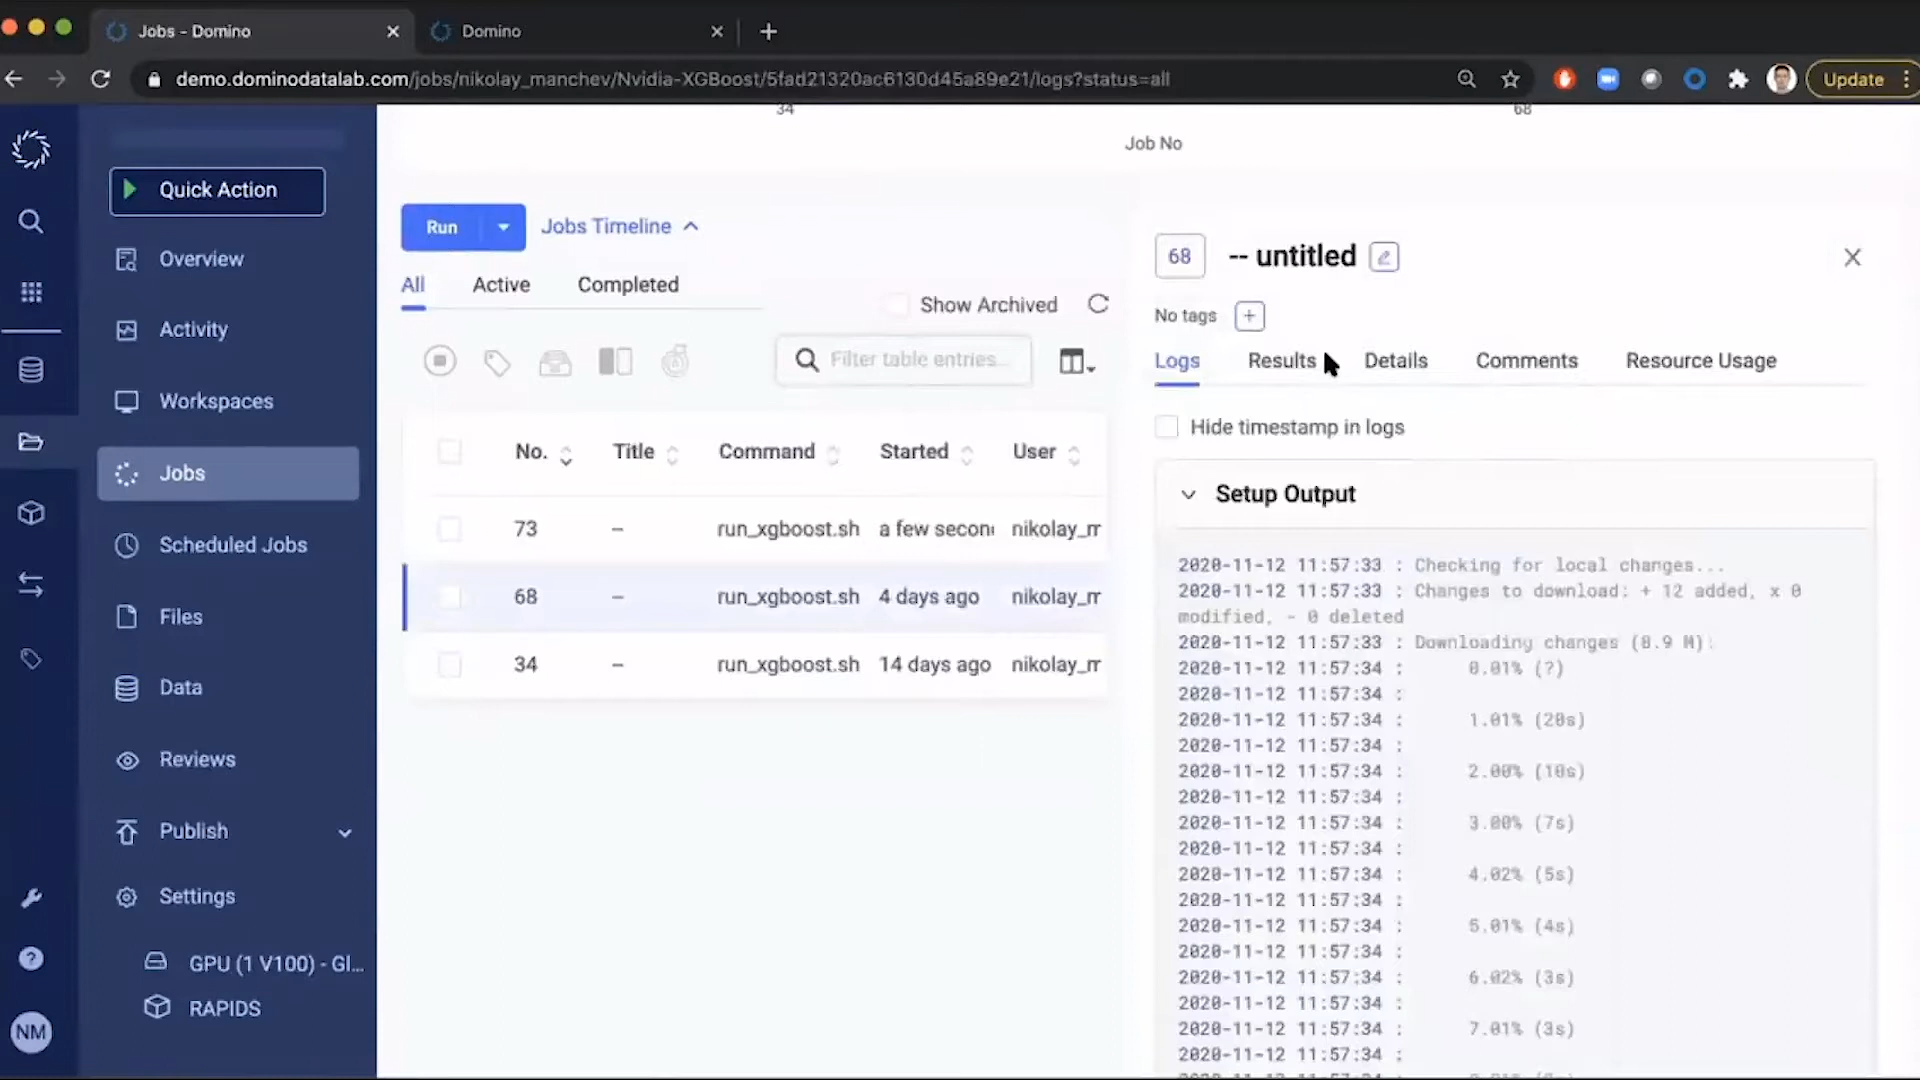 Jobs - Domino
Domino
demo.dominodatalab.com/jobs/nikolay_manchev/Nvidia-XGBoost/5fad21320ac6130d45a89e21/logs?status=all
Update
Quick Action
Overview
Activity
Workspaces
Jobs
Scheduled Jobs
Files
Data
Reviews
Publish
Settings
GPU (1 V100) - Gl...
RAPIDS
NM
34
68
Job No
Run
Jobs Timeline
All
Active
Completed
Show Archived
Filter table entries...
No. Title Command Started User
73 – run_xgboost.sh a few secon nikolay_m
68 – run_xgboost.sh 4 days ago nikolay_m
34 – run_xgboost.sh 14 days ago nikolay_m
68 -- untitled
No tags +
Logs Results Details Comments Resource Usage
Hide timestamp in logs
Setup Output
2020-11-12 11:57:33 : Checking for local changes...
2020-11-12 11:57:33 : Changes to download: + 12 added, x 0
modified, - 0 deleted
2020-11-12 11:57:33 : Downloading changes (8.9 M):
2020-11-12 11:57:34 : 0.01% (?)
2020-11-12 11:57:34 :
2020-11-12 11:57:34 : 1.01% (20s)
2020-11-12 11:57:34 :
2020-11-12 11:57:34 : 2.00% (10s)
2020-11-12 11:57:34 :
2020-11-12 11:57:34 : 3.00% (7s)
2020-11-12 11:57:34 :
2020-11-12 11:57:34 : 4.02% (5s)
2020-11-12 11:57:34 :
2020-11-12 11:57:34 : 5.01% (4s)
2020-11-12 11:57:34 :
2020-11-12 11:57:34 : 6.02% (3s)
2020-11-12 11:57:34 :
2020-11-12 11:57:34 : 7.01% (3s)
2020-11-12 11:57:34 :